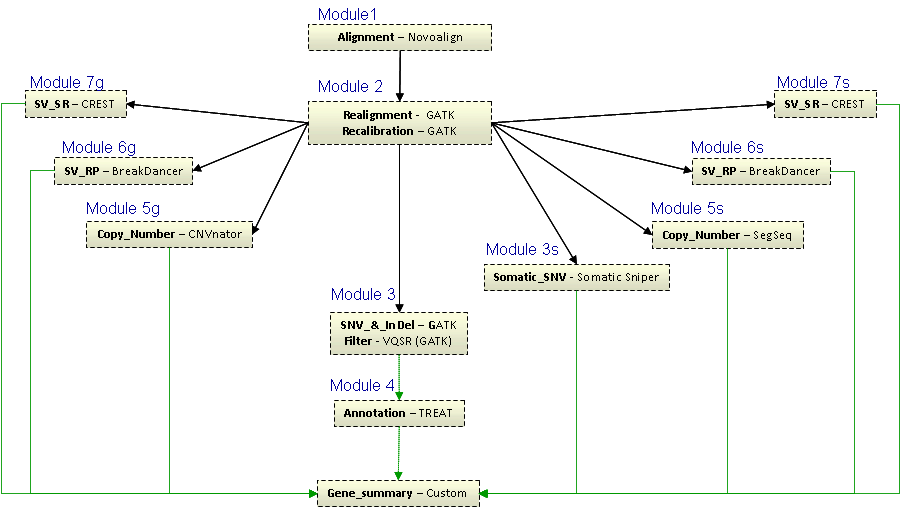 Module1
Alignment – Novoalign
Module 7g
SV_SR – CREST
Module 2
Realignment - GATK
Recalibration – GATK
Module 7s
SV_SR – CREST
Module 6g
SV_RP – BreakDancer
Module 6s
SV_RP – BreakDancer
Module 5g
Copy_Number – CNVnator
Module 5s
Copy_Number – SegSeq
Module 3s
Somatic_SNV - Somatic Sniper
Module 3
SNV_&_InDel – GATK
Filter - VQSR (GATK)
Module 4
Annotation – TREAT
Gene_summary – Custom